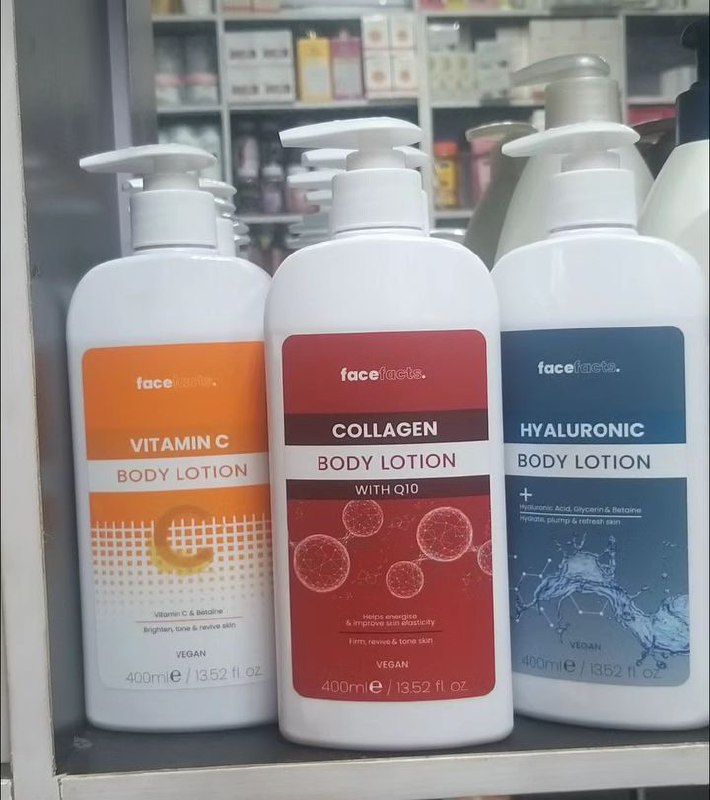 facefacts.
VITAMIN C
BODY LOTION
C
Vitamin C & Betaine
Brighten, tone & revive skin
VEGAN
400ml e / 13.52 fl. oz
facefacts.
COLLAGEN
BODY LOTION
WITH Q10
Helps energise
& improve skin elasticity
Firm, revive & tone skin
VEGAN
400ml e / 13.52 fl. oz
facefacts.
HYALURONIC
BODY LOTION
+
Hyaluronic Acid, Glycerin & Betaine
Hydrate, plump & refresh skin
VEGAN
400ml e / 13.52 fl. oz